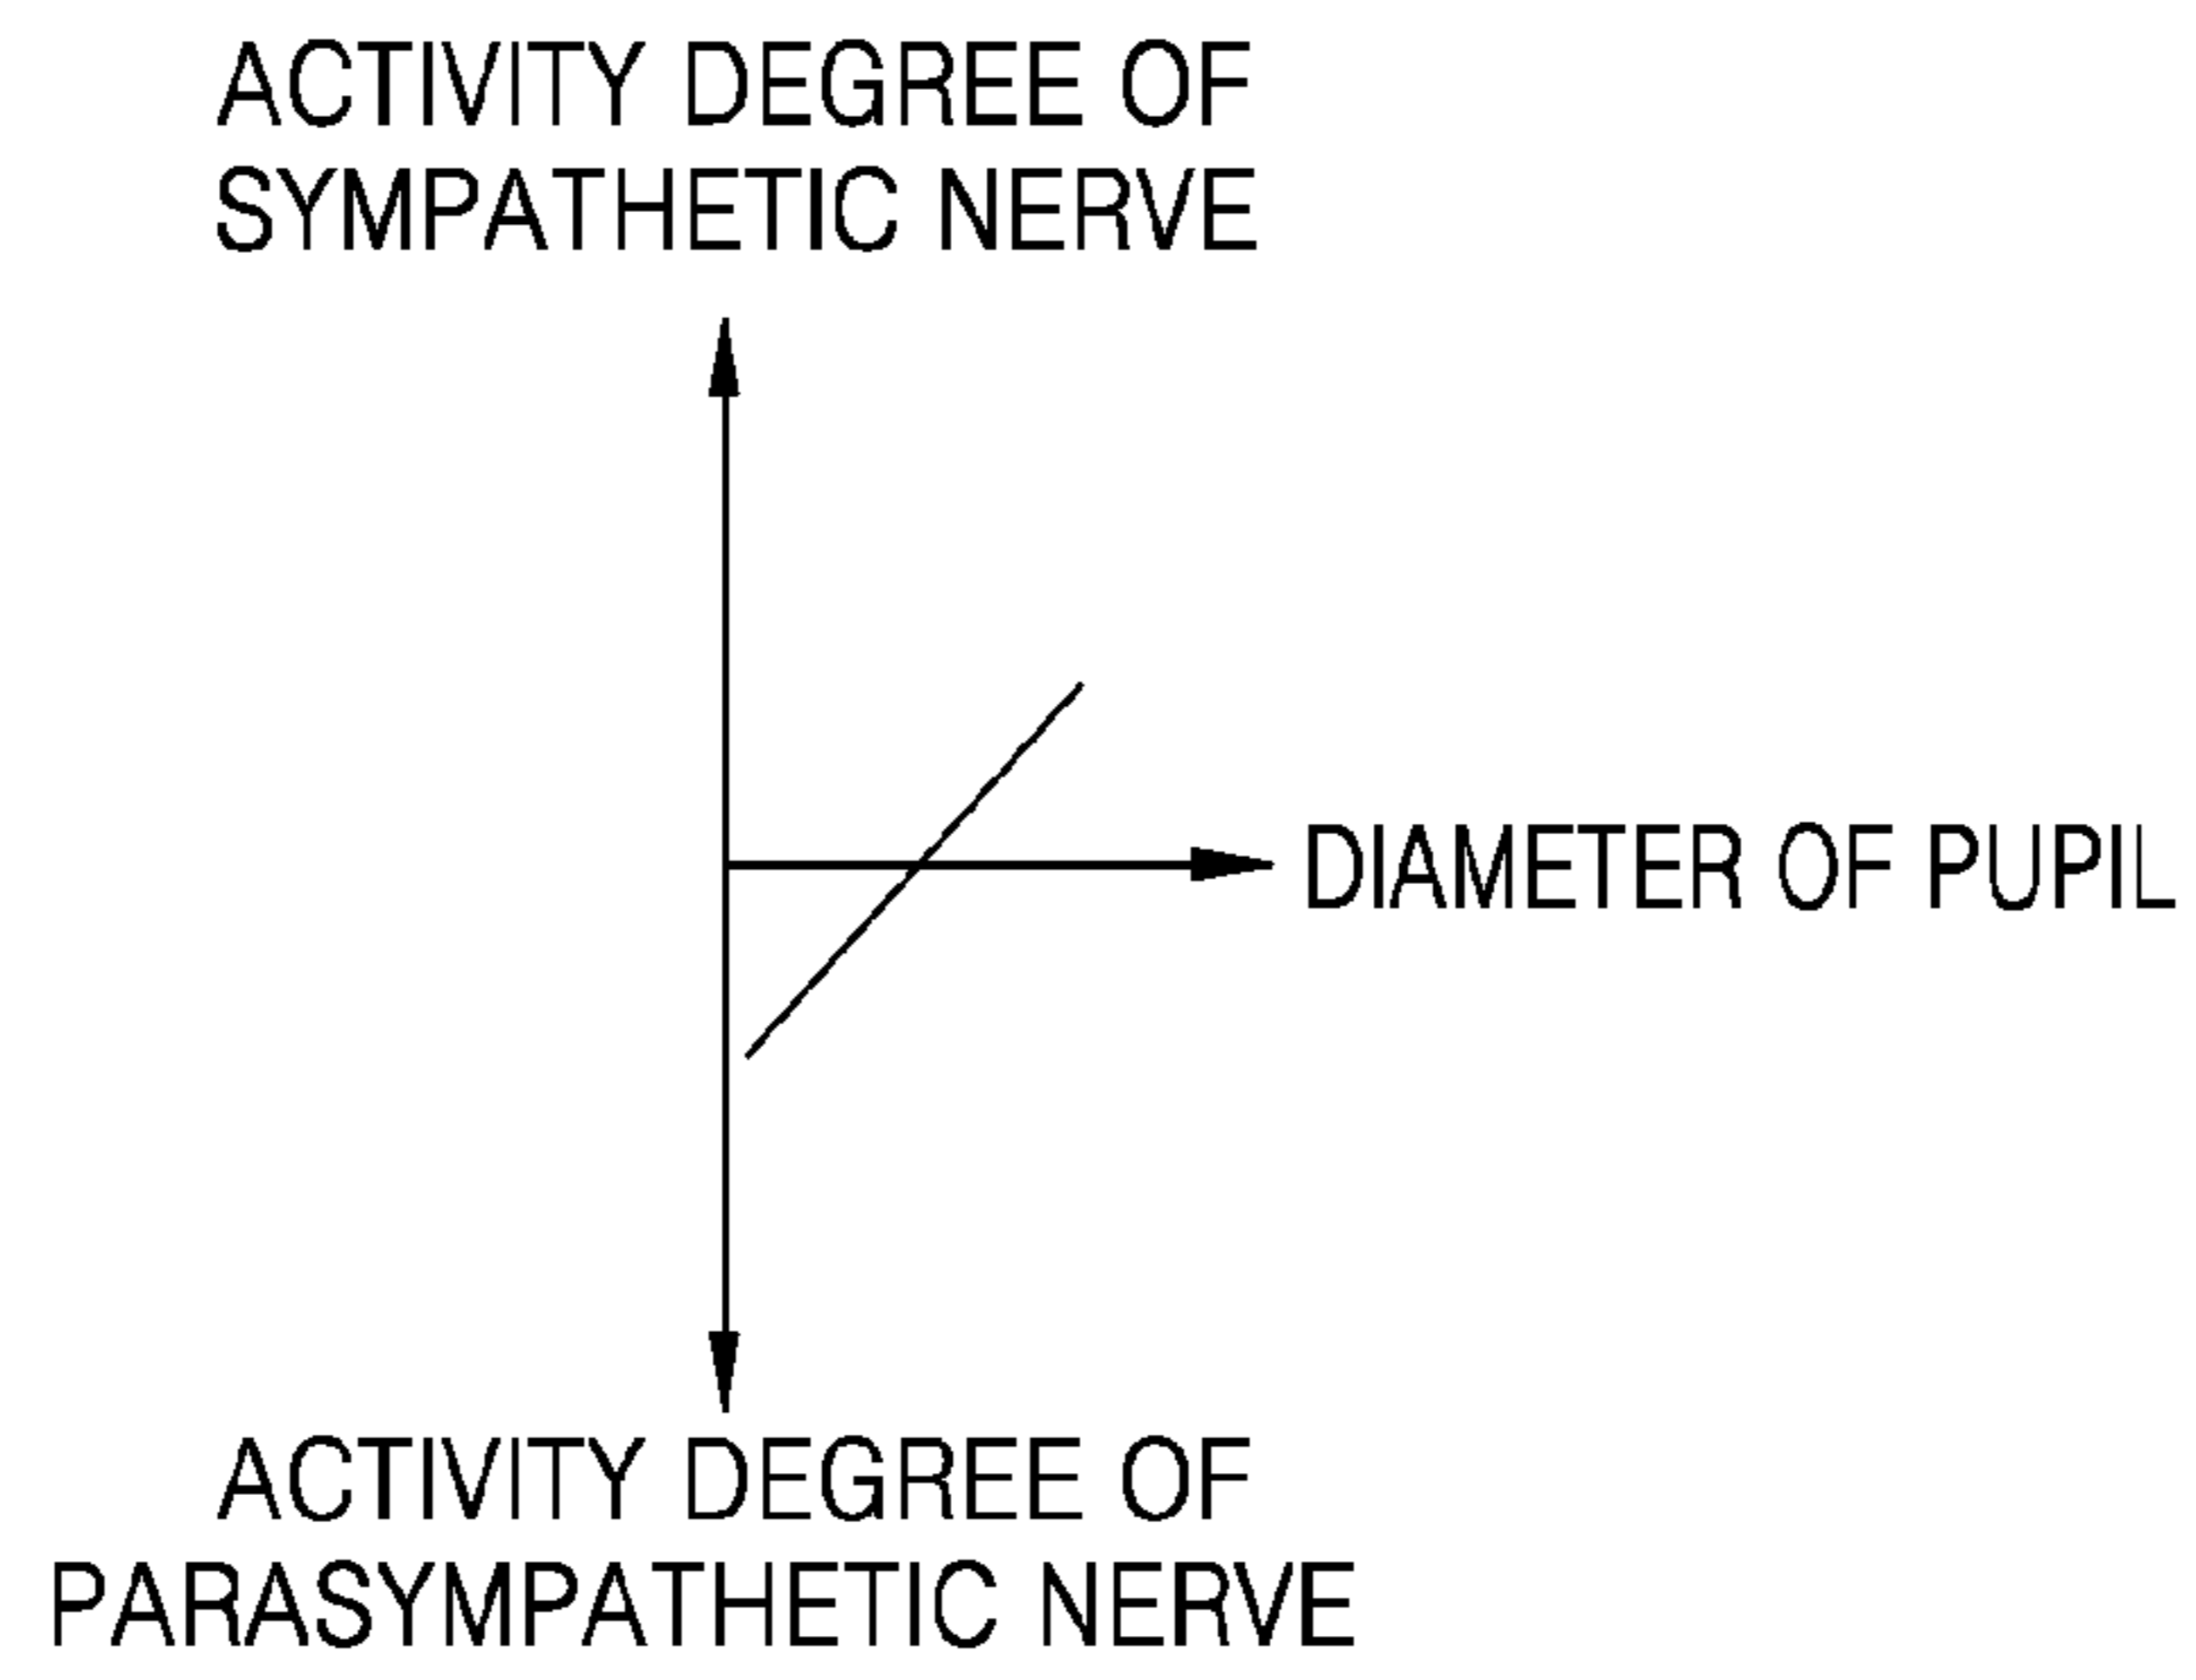 ACTIVITY DEGREE OF
SYMPATHETIC NERVE
DIAMETER OF PUPIL
ACTIVITY DEGREE OF
PARASYMPATHETIC NERVE